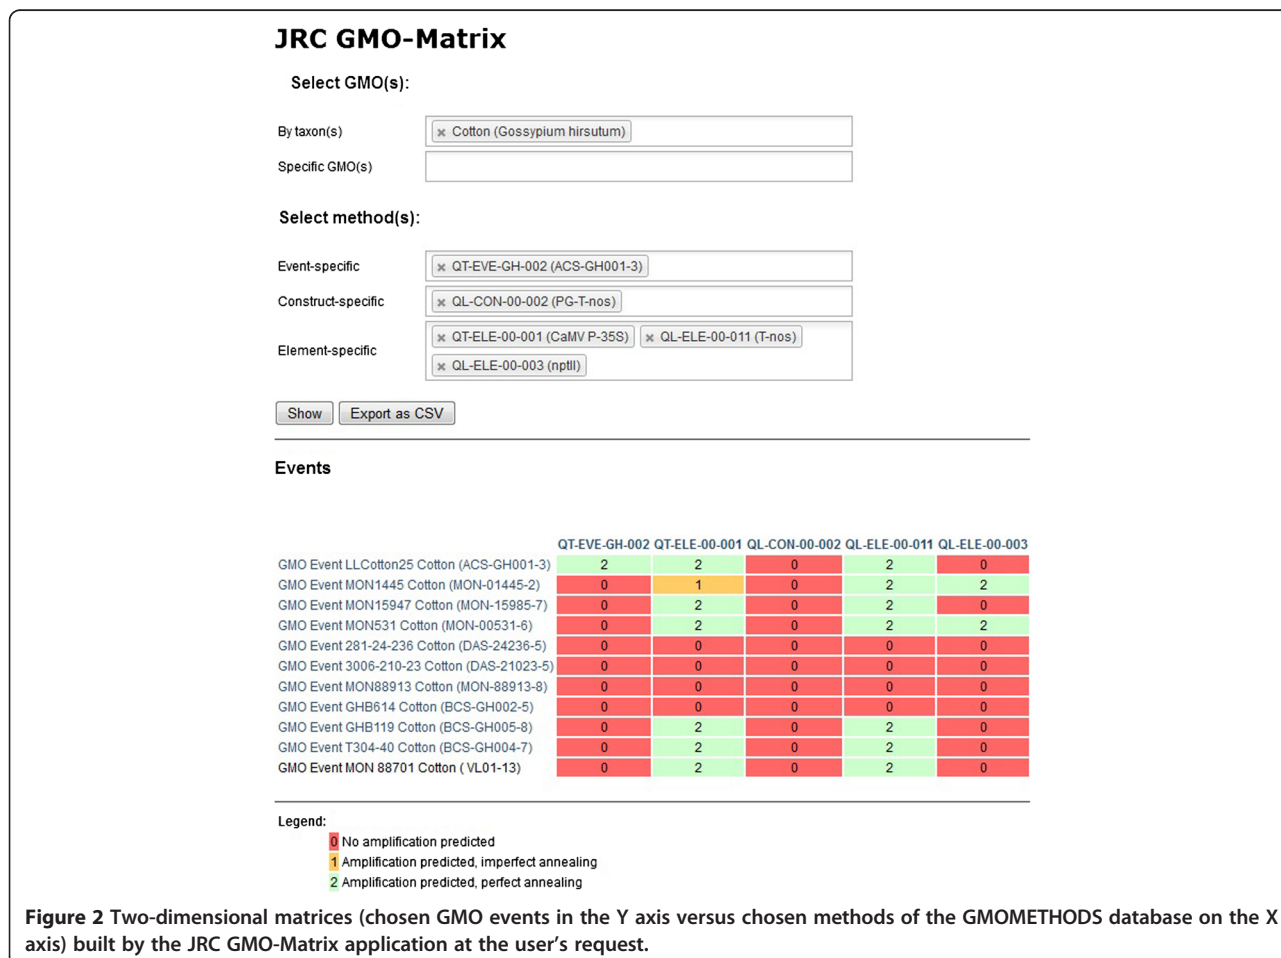 JRC GMO-Matrix
Select GMO(s):
By taxon(s) × Cotton (Gossypium hirsutum)
Specific GMO(s)
Select method(s):
Event-specific × QT-EVE-GH-002 (ACS-GH001-3)
Construct-specific × QL-CON-00-002 (PG-T-nos)
Element-specific × QT-ELE-00-001 (CaMV P-35S) × QL-ELE-00-011 (T-nos)
× QL-ELE-00-003 (nptII)
Show Export as CSV
Events
QT-EVE-GH-002 QT-ELE-00-001 QL-CON-00-002 QL-ELE-00-011 QL-ELE-00-003
GMO Event LLCotton25 Cotton (ACS-GH001-3) 2 2 0 2 0
GMO Event MON1445 Cotton (MON-01445-2) 0 1 0 2 2
GMO Event MON15947 Cotton (MON-15985-7) 0 2 0 2 0
GMO Event MON531 Cotton (MON-00531-6) 0 2 0 2 2
GMO Event 281-24-236 Cotton (DAS-24236-5) 0 0 0 0 0
GMO Event 3006-210-23 Cotton (DAS-21023-5) 0 0 0 0 0
GMO Event MON88913 Cotton (MON-88913-8) 0 0 0 0 0
GMO Event GHB614 Cotton (BCS-GH002-5) 0 0 0 0 0
GMO Event GHB119 Cotton (BCS-GH005-8) 0 2 0 2 0
GMO Event T304-40 Cotton (BCS-GH004-7) 0 2 0 2 0
GMO Event MON 88701 Cotton ( VL01-13) 0 2 0 2 0
Legend:
0 No amplification predicted
1 Amplification predicted, imperfect annealing
2 Amplification predicted, perfect annealing
Figure 2 Two-dimensional matrices (chosen GMO events in the Y axis versus chosen methods of the GMOMETHODS database on the X
axis) built by the JRC GMO-Matrix application at the user's request.